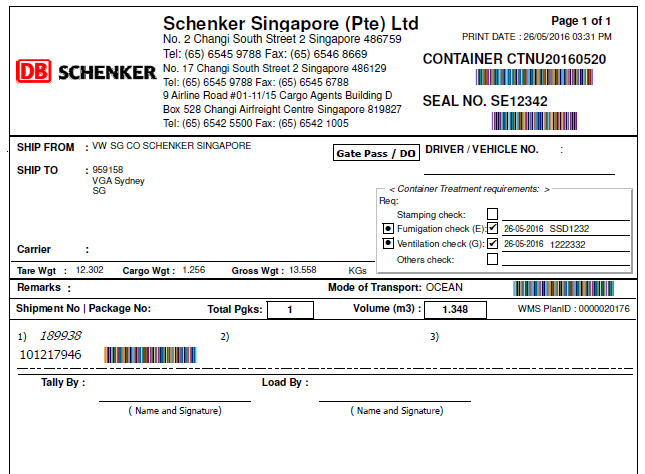 Schenker Singapore (Pte) Ltd
No. 2 Changi South Street 2 Singapore 486759
Tel: (65) 6545 9788 Fax: (65) 6546 8669
No. 17 Changi South Street 2 Singapore 486129
Tel: (65) 6545 9788 Fax: (65) 6545 6788
9 Airline Road #01-11/15 Cargo Agents Building D
Box 528 Changi Airfreight Centre Singapore 819827
Tel: (65) 6542 5500 Fax: (65) 6542 1005
DB SCHENKER
Page 1 of 1
PRINT DATE : 26/05/2016 03:31 PM
CONTAINER CTNU20160520
SEAL NO. SE12342
SHIP FROM : VW SG CO SCHENKER SINGAPORE
Gate Pass / DO
DRIVER / VEHICLE NO. :
SHIP TO : 959158
VGA Sydney
SG
< Container Treatment requirements: >
Req:
Stamping check:
Fumigation check (E): 26-05-2016 SSD1232
Ventilation check (G): 26-05-2016 1222332
Others check:
Carrier :
Tare Wgt : 12.302 Cargo Wgt : 1.256 Gross Wgt : 13.558 KGs
Remarks : Mode of Transport: OCEAN
Shipment No | Package No: Total Pgks: 1 Volume (m3) : 1.348 WMS PlanID : 0000020176
1) 189938 2) 3)
101217946
Tally By : Load By :
( Name and Signature) ( Name and Signature)